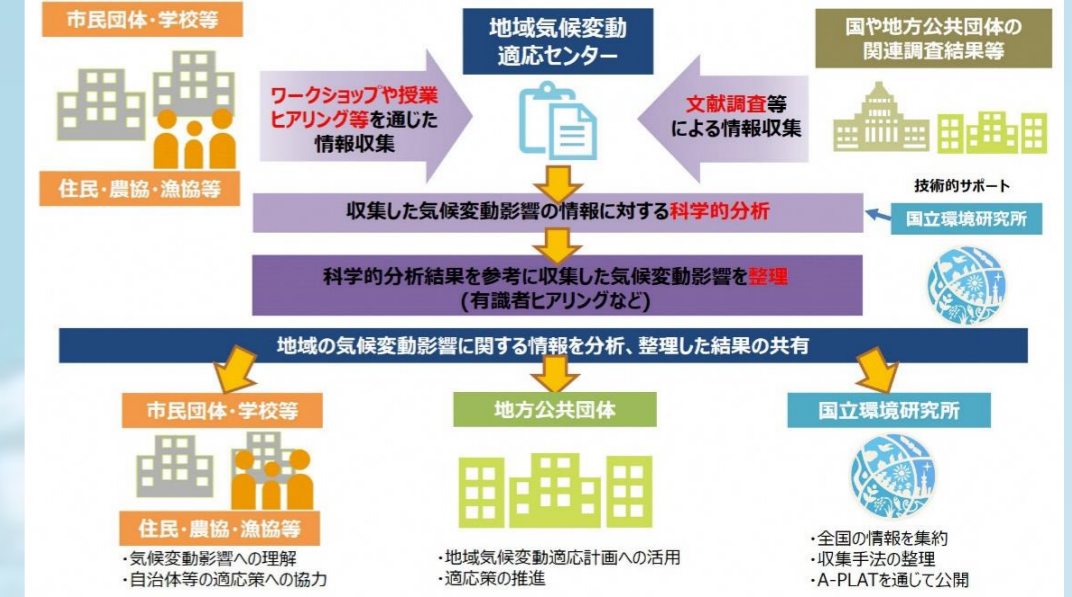 市民団体・学校等
地域気候変動
適応センター
国や地方公共団体の
関連調査結果等
ワークショップや授業
ヒアリング等を通じた
情報収集
文献調査等
による情報収集
住民・農協・漁協等
技術的サポート
収集した気候変動影響の情報に対する科学的分析
国立環境研究所
科学的分析結果を参考に収集した気候変動影響を整理
(有識者ヒアリングなど)
地域の気候変動影響に関する情報を分析、整理した結果の共有
市民団体・学校等
地方公共団体
国立環境研究所
住民・農協・漁協等
・気候変動影響への理解
・自治体等の適応策への協力
・地域気候変動適応計画への活用
・適応策の推進
・全国の情報を集約
・収集手法の整理
・A-PLATを通じて公開